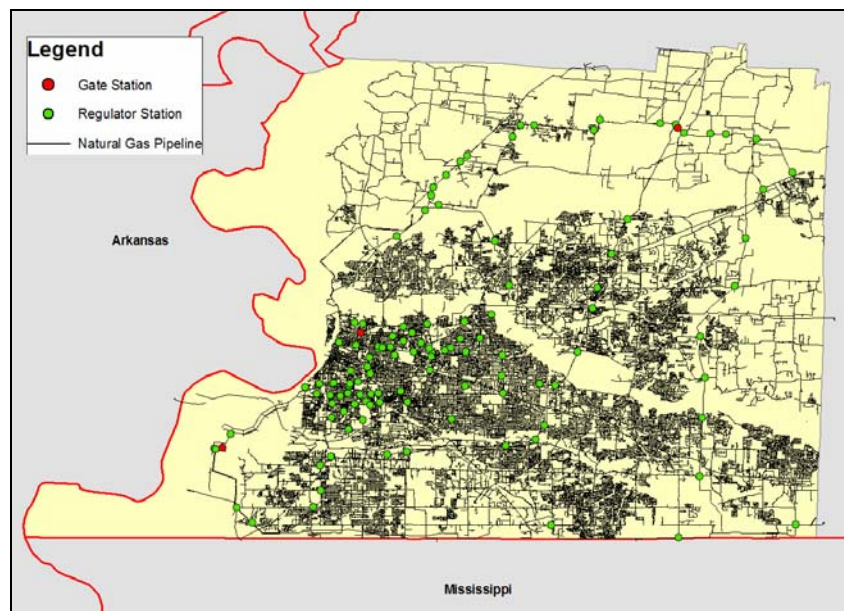 Legend
Gate Station
Regulator Station
Natural Gas Pipeline
Arkansas
Mississippi